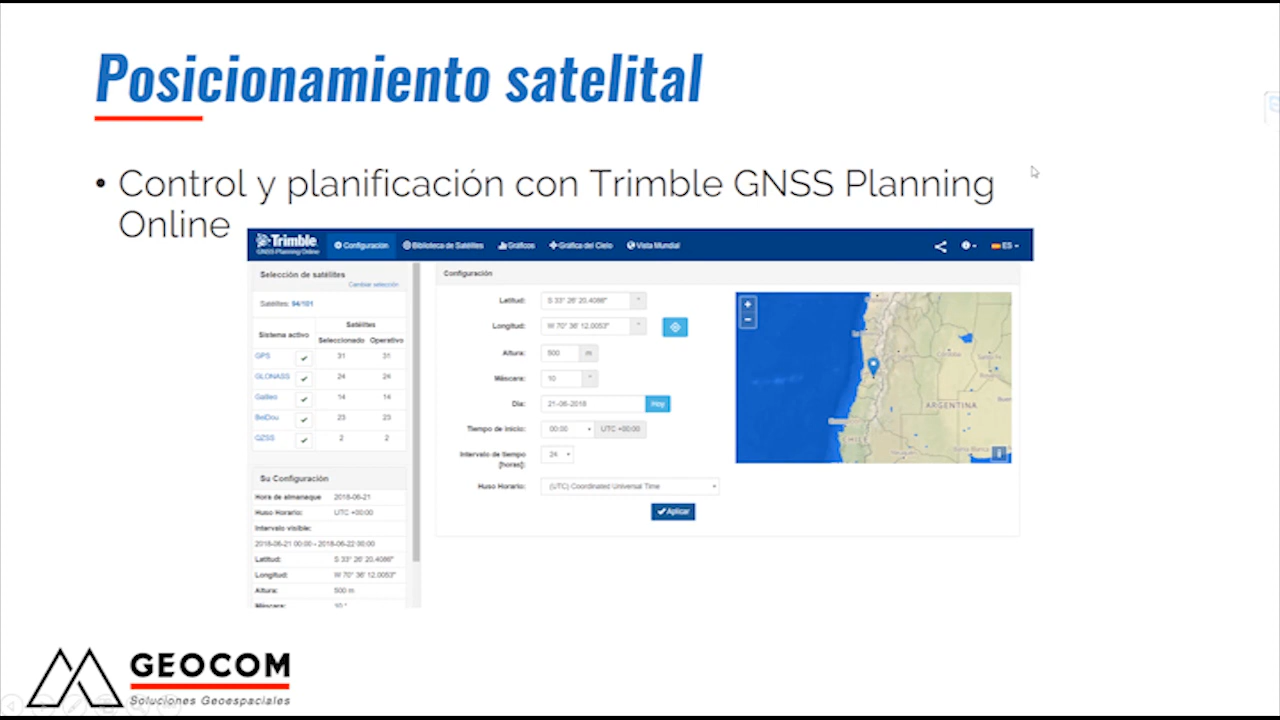 Posicionamiento satelital
• Control y planificación con Trimble GNSS Planning
Online
Trimble.
GNSS Planning Online
Configuración
Biblioteca de Satélites
Gráficos
Gráfica del Cielo
Vista Mundial
ES
Selección de satélites
Cambiar selección
Satélites: 94/101
Satélites
Sistema activo Seleccionado Operativo
GPS 31 31
GLONASS 24 24
Galileo 14 14
BeiDou 23 23
QZSS 2 2
Su Configuración
Hora de almanaque 2018-06-21
Huso Horario: UTC +00:00
Intervalo visible:
2018-06-21 00:00 - 2018-06-22 00:00
Latitud: S 33° 26' 20.4086"
Longitud: W 70° 36' 12.0053"
Altura: 500 m
Máscara: 10 °
Configuración
Latitud: S 33° 26' 20.4086" °
Longitud: W 70° 36' 12.0053" °
Altura: 500 m
Máscara: 10 °
Día: 21-06-2018 Hoy
Tiempo de inicio: 00:00 UTC +00:00
Intervalo de tiempo 24
[horas]:
Huso Horario: (UTC) Coordinated Universal Time
Aplicar
+
−
Córdoba
Santa Fe
ARGENTINA
Bahía Blanca
GEOCOM
Soluciones Geoespaciales